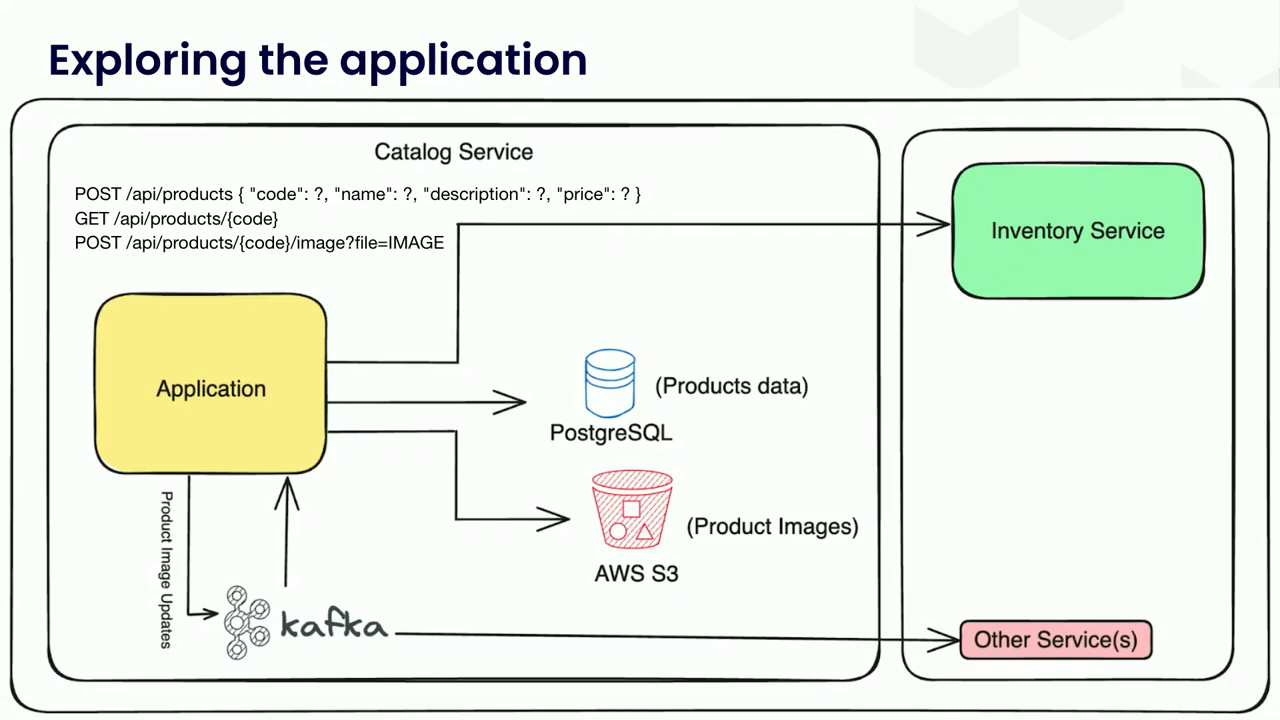 Exploring the application
Catalog Service
POST /api/products { "code": ?, "name": ?, "description": ?, "price": ? }
GET /api/products/{code}
POST /api/products/{code}/image?file=IMAGE
Inventory Service
Application
(Products data)
PostgreSQL
(Product Images)
AWS S3
Product Image Updates
kafka
Other Service(s)